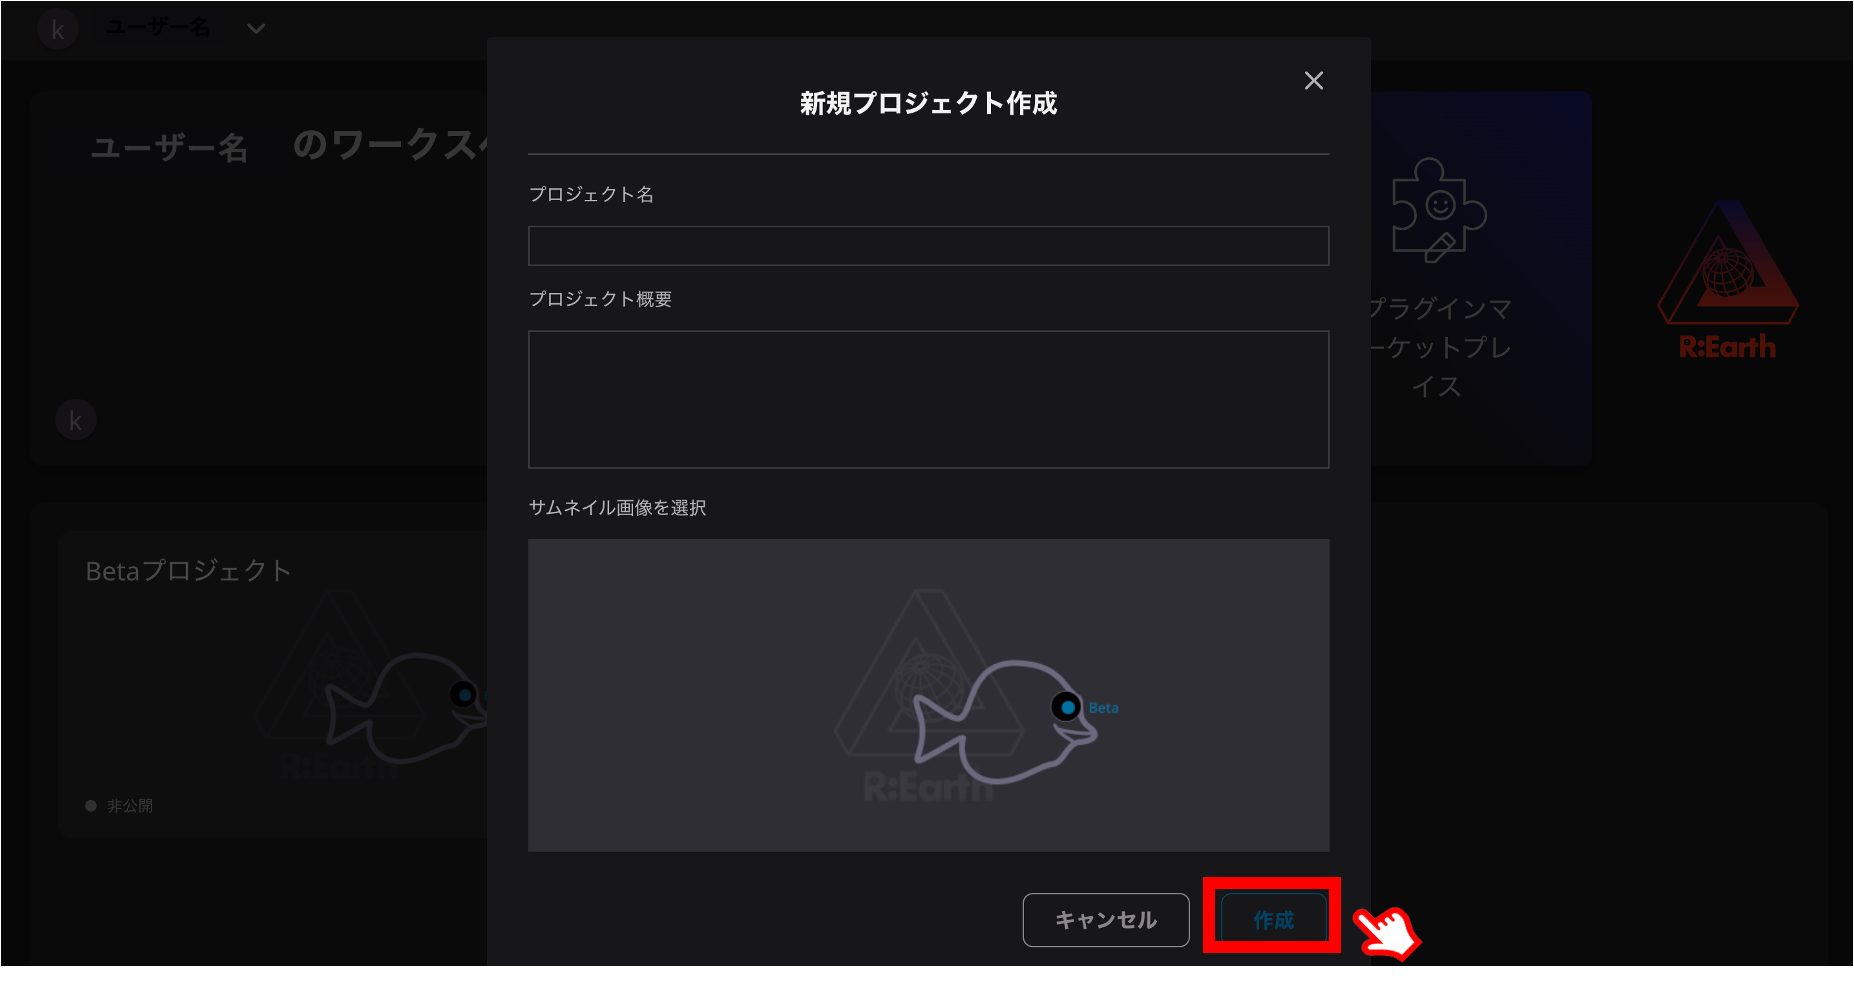 k ユーザー名
新規プロジェクト作成
ユーザー名 のワークス
k
プロジェクト名
プロジェクト概要
サムネイル画像を選択
Beta
R:Earth
キャンセル
作成
プラグインマ
ーケットプレ
イス
R:Earth
Betaプロジェクト
R:Earth
非公開